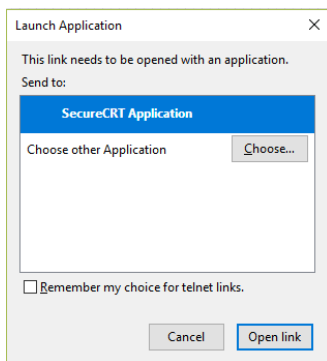 Launch Application
This link needs to be opened with an application.
Send to:
SecureCRT Application
Choose other Application
Choose...
Remember my choice for telnet links.
Cancel
Open link